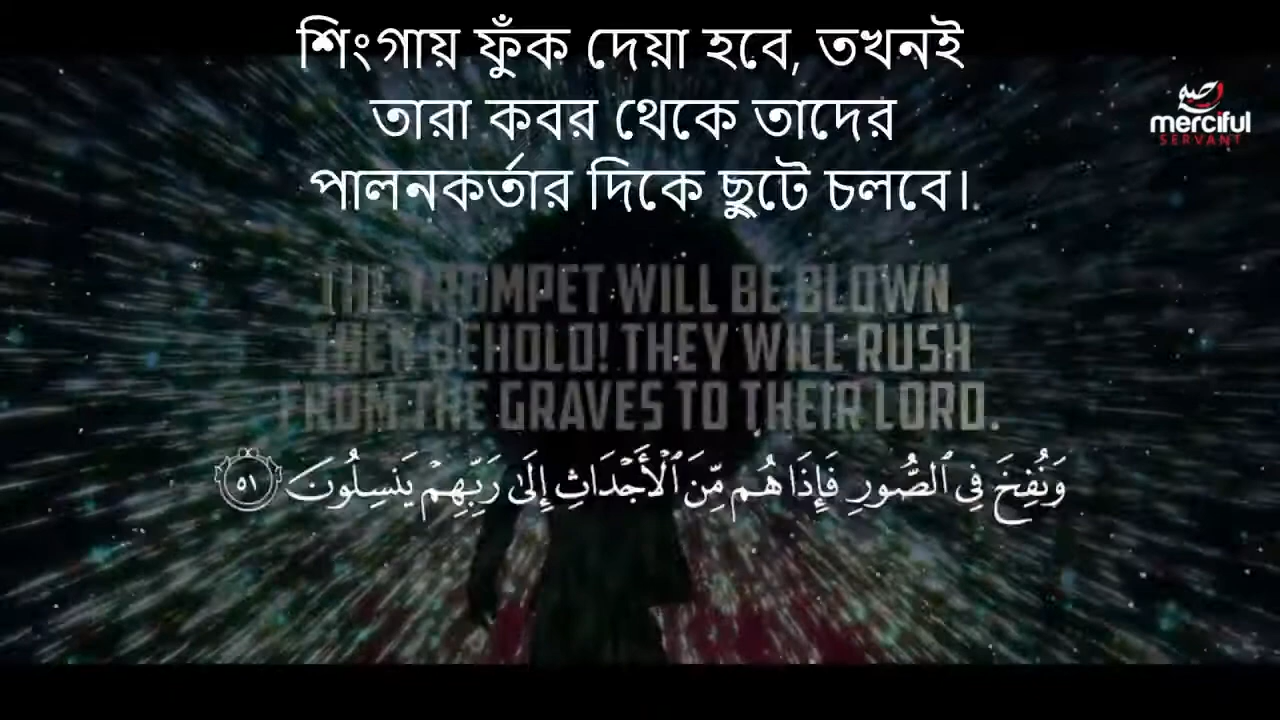 শিংগায় ফুঁক দেয়া হবে, তখনই
তারা কবর থেকে তাদের
পালনকর্তার দিকে ছুটে চলবে।
merciful
SERVANT
THE TRUMPET WILL BE BLOWN,
THEN BEHOLD! THEY WILL RUSH
FROM THE GRAVES TO THEIR LORD.
وَنُفِخَ فِى ٱلصُّورِ فَإِذَا هُم مِّنَ ٱلْأَجْدَاثِ إِلَىٰ رَبِّهِمْ يَنسِلُونَ ٥١